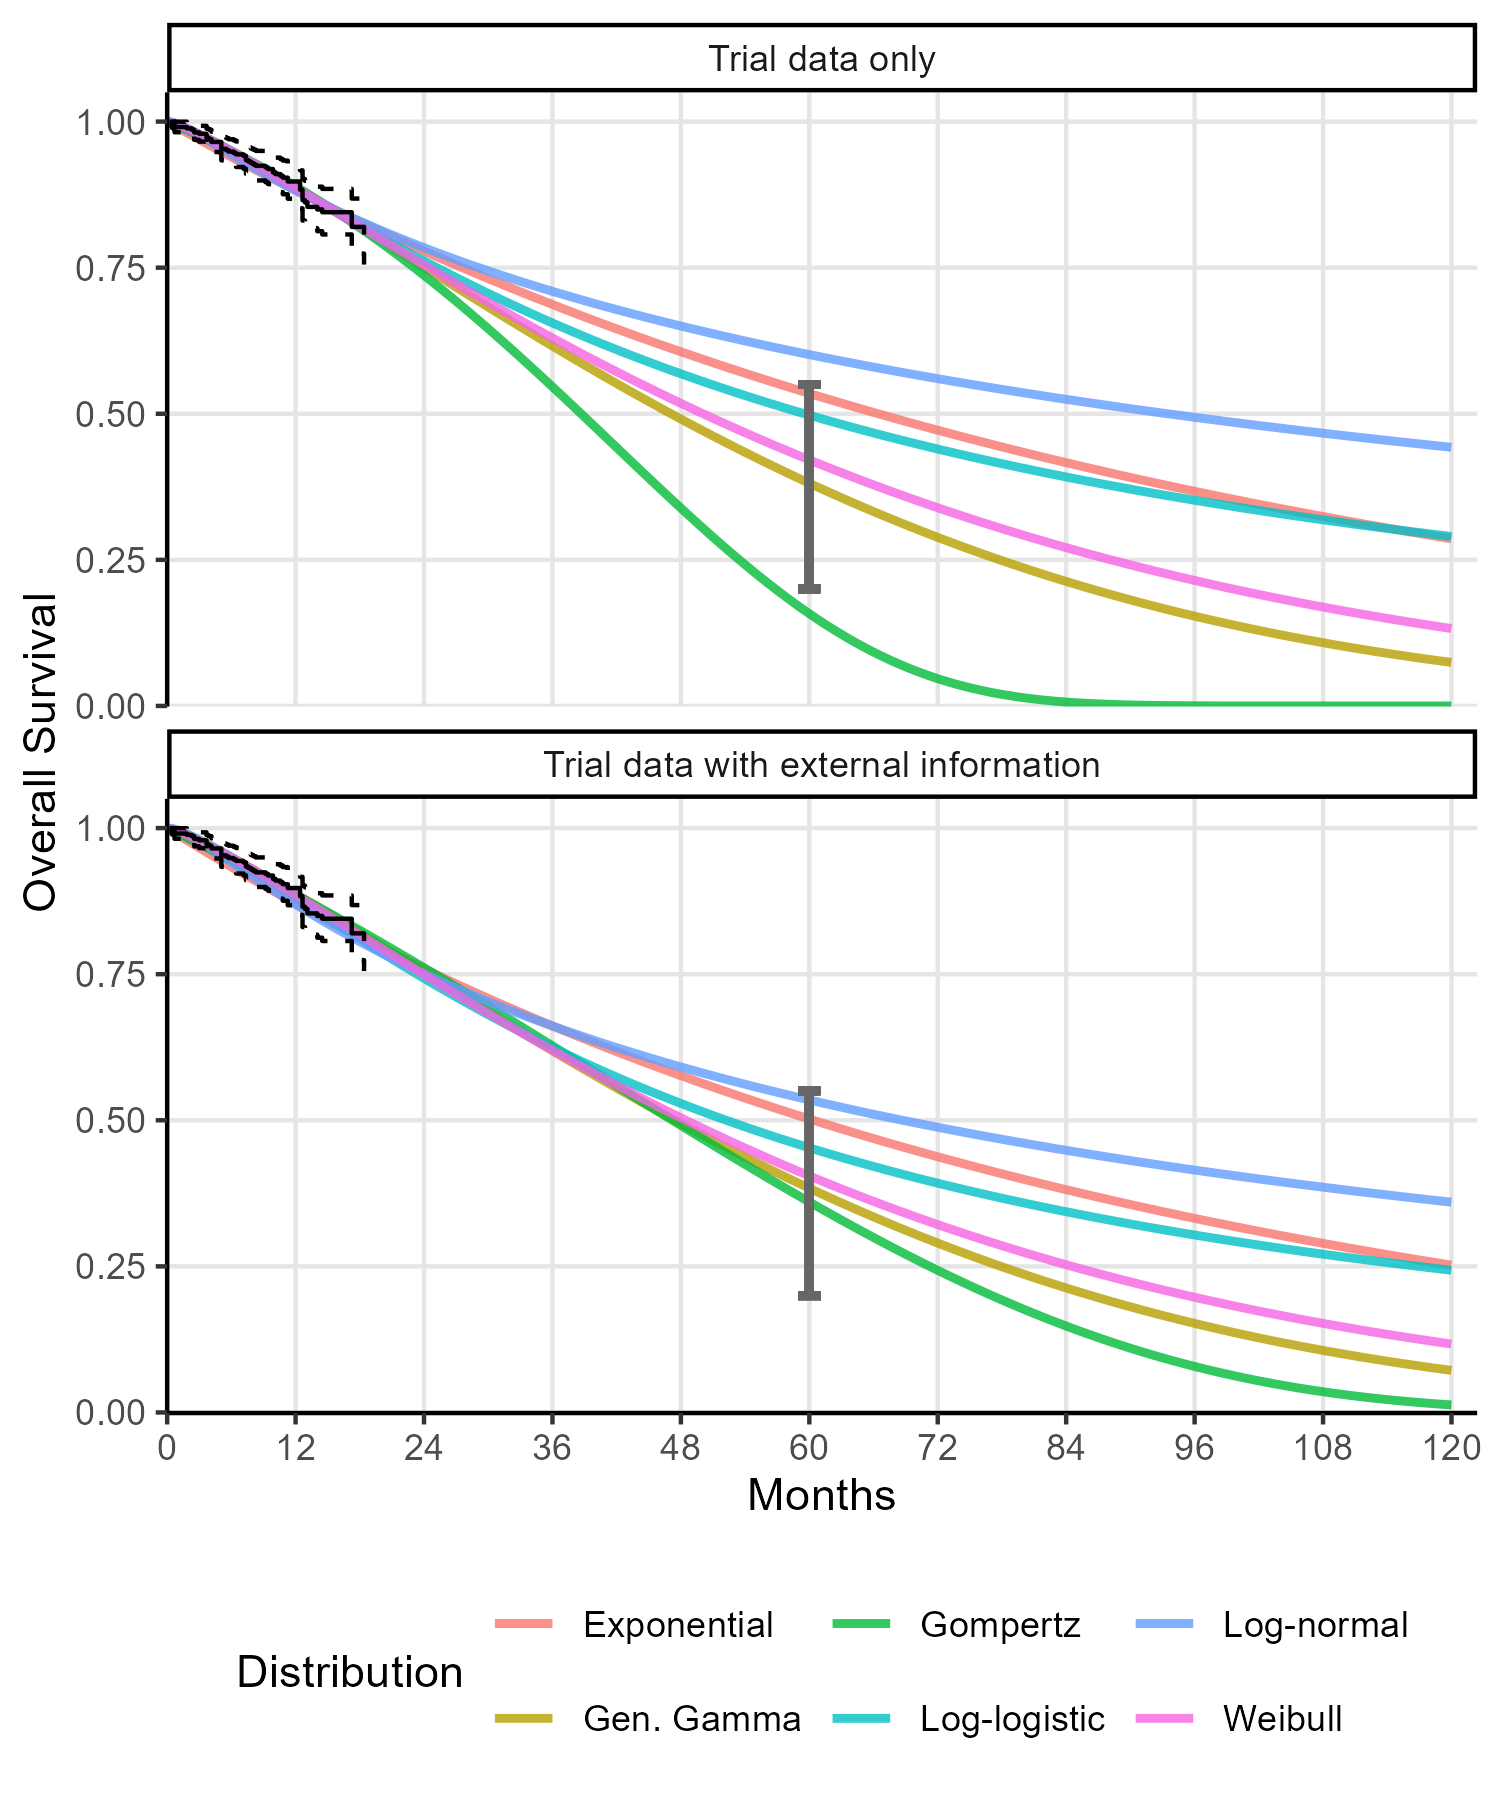 Trial data only
1.00
0.75
0.50
0.25
0.00
Overall Survival
Trial data with external information
1.00
0.75
0.50
0.25
0.00
0 12 24 36 48 60 72 84 96 108 120
Months
Distribution
Exponential Gompertz Log-normal
Gen. Gamma Log-logistic Weibull